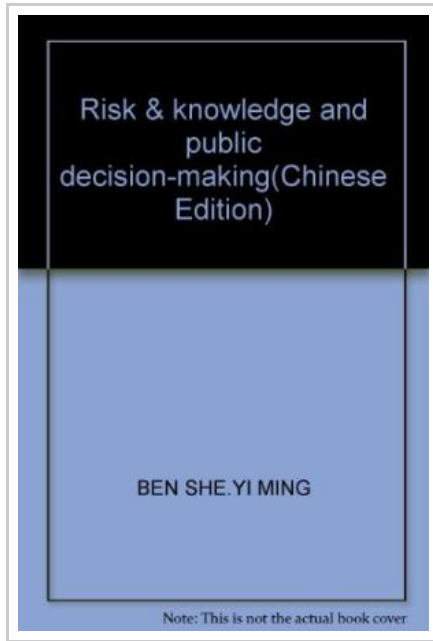 Risk & knowledge and
public
decision-making(Chinese
Edition)
BEN SHE.YI MING
Note: This is not the actual book cover